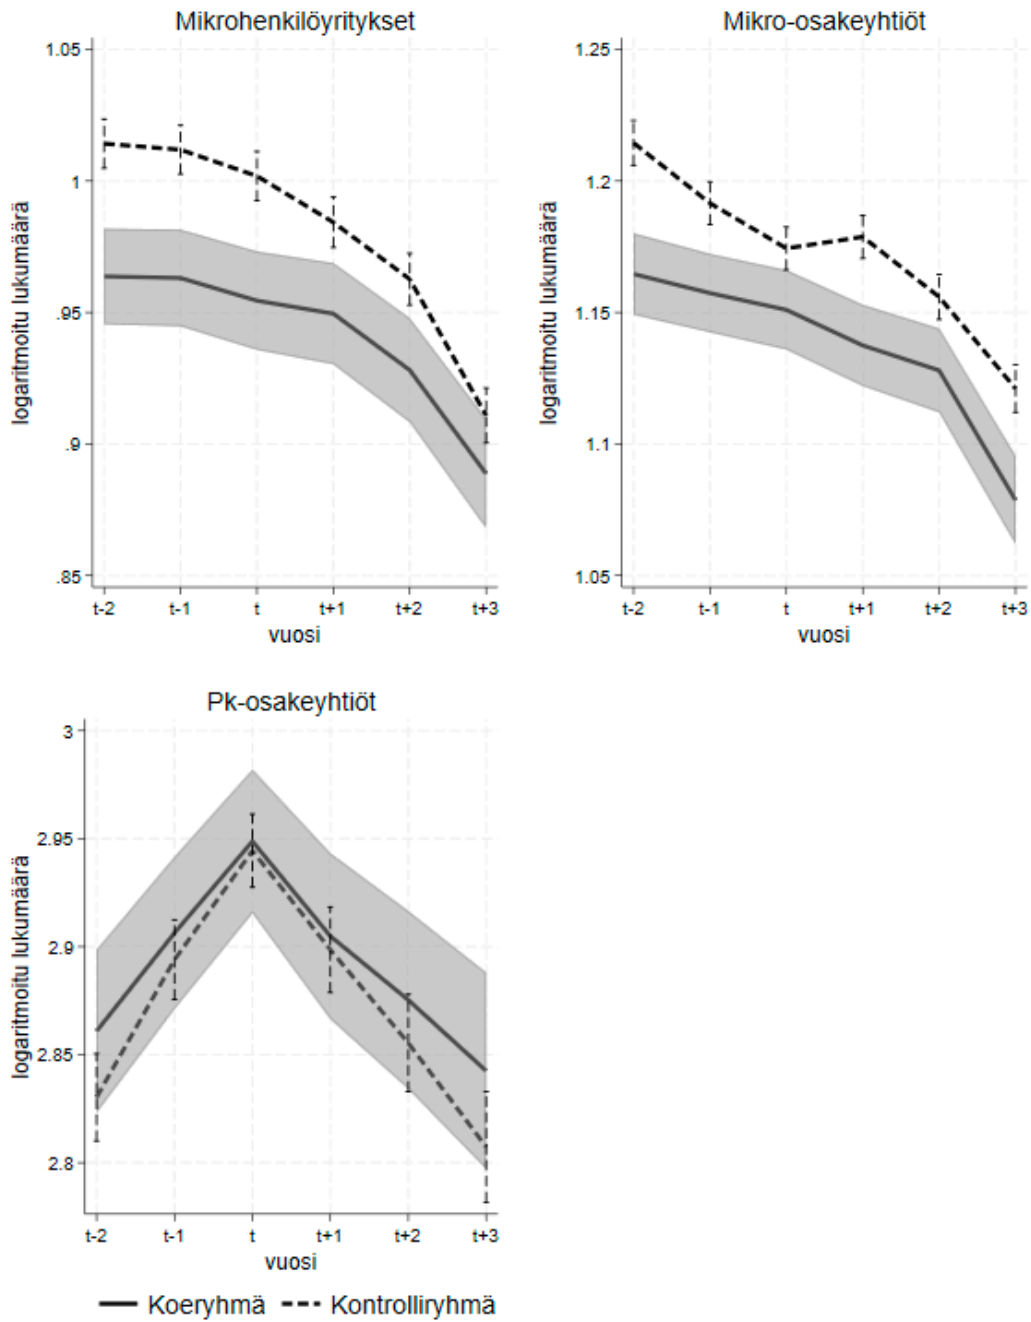 Mikrohenkilöyritykset
1.05
1
.95
.9
.85
logaritmoitu lukumäärä
t-2 t-1 t t+1 t+2 t+3
vuosi
Mikro-osakeyhtiöt
1.25
1.2
1.15
1.1
1.05
logaritmoitu lukumäärä
t-2 t-1 t t+1 t+2 t+3
vuosi
Pk-osakeyhtiöt
3
2.95
2.9
2.85
2.8
logaritmoitu lukumäärä
t-2 t-1 t t+1 t+2 t+3
vuosi
Koeryhmä Kontrolliryhmä